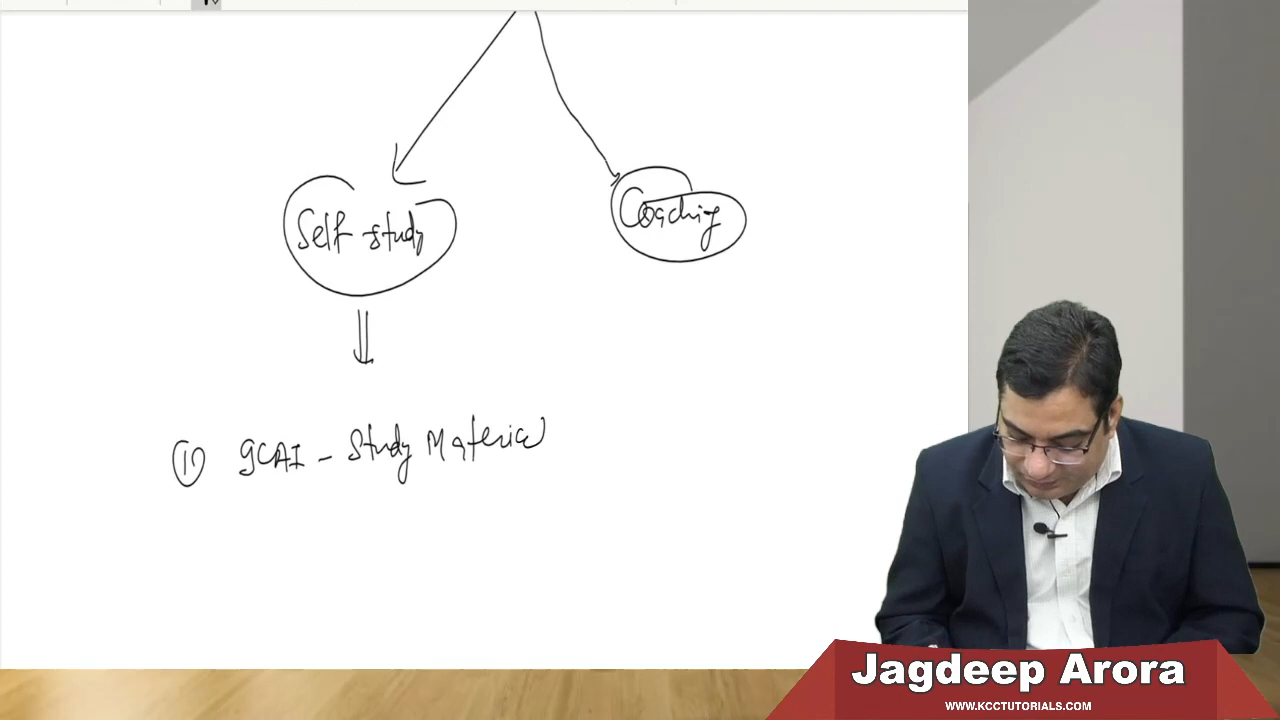 Self study
Coaching
① ICAI - Study Material
Jagdeep Arora
WWW.KCCTUTORIALS.COM